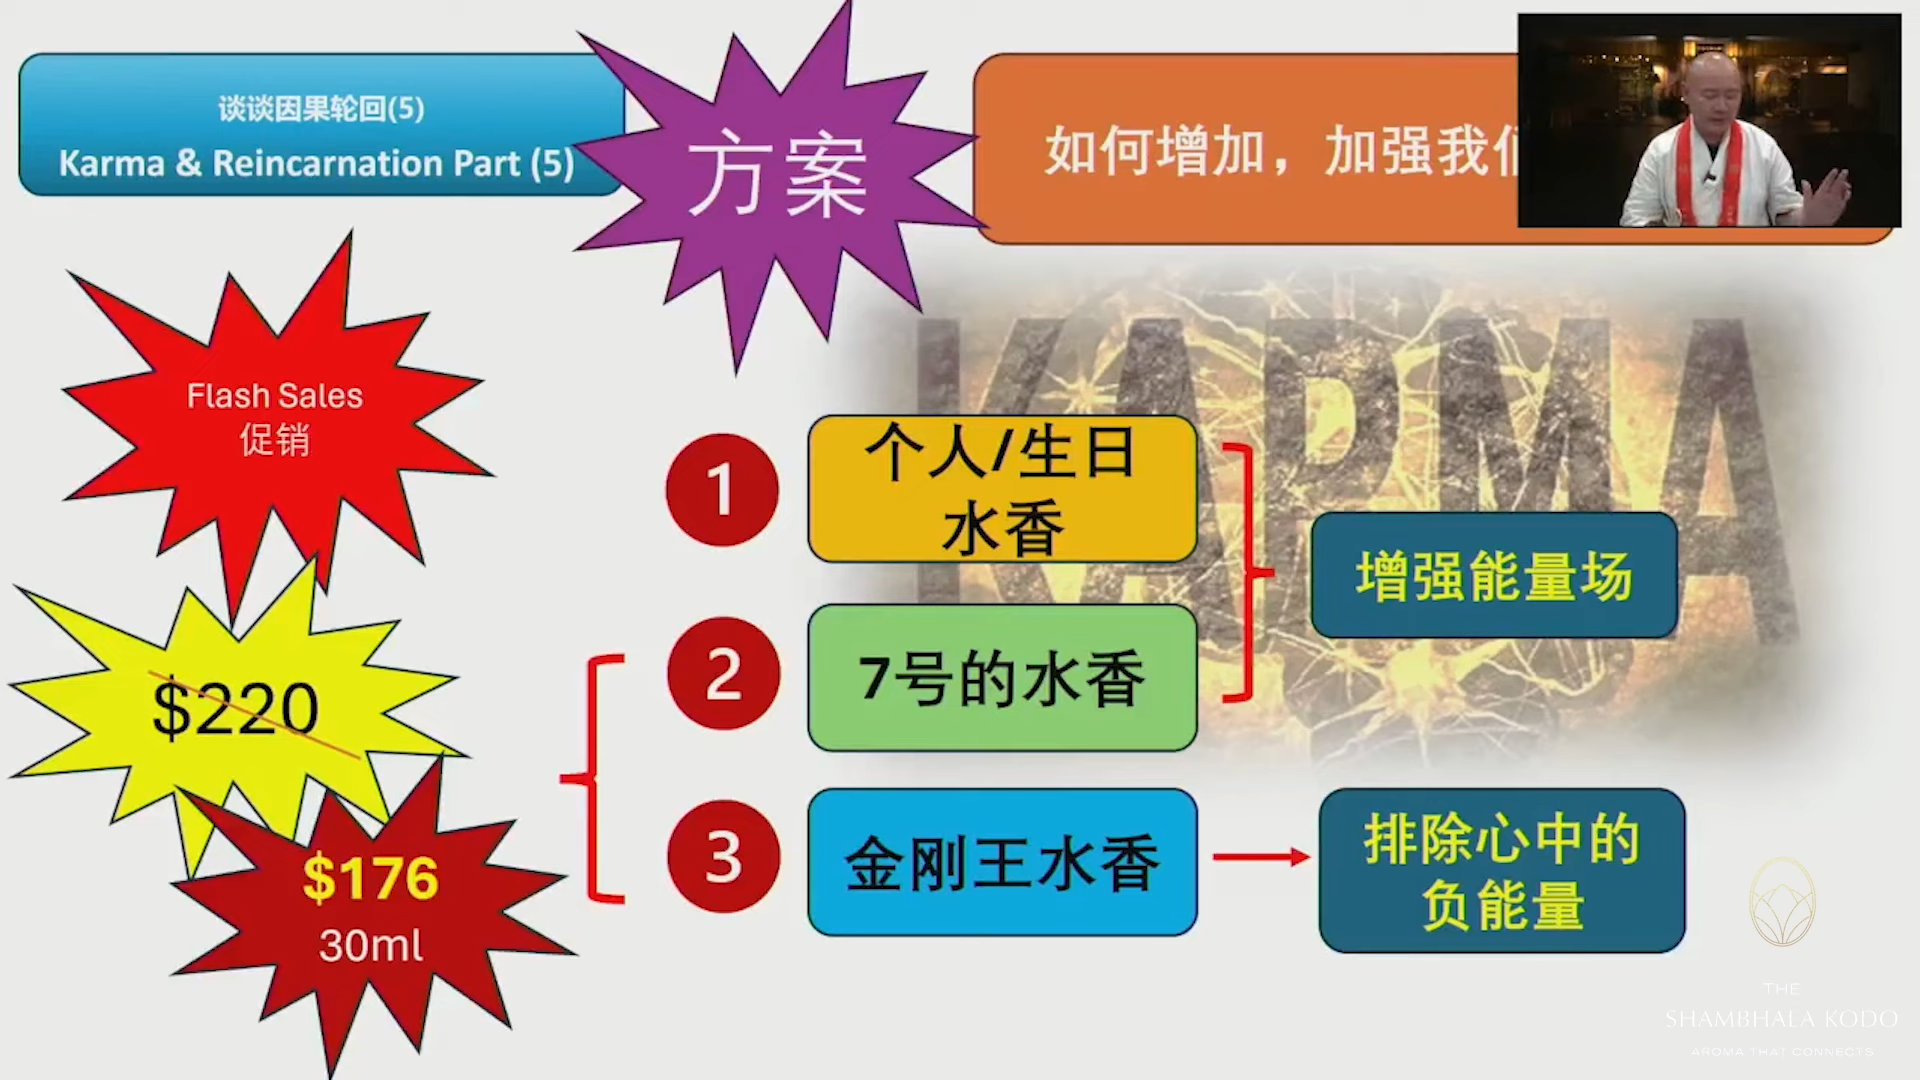 谈谈因果轮回(5)
Karma & Reincarnation Part (5)
方案
如何增加，加强我们
Flash Sales
促销
$220
$176
30ml
1
个人/生日
水香
2
7号的水香
3
金刚王水香
增强能量场
排除心中的
负能量
KARMA
THE
SHAMBHALA KODO
AROMA THAT CONNECTS